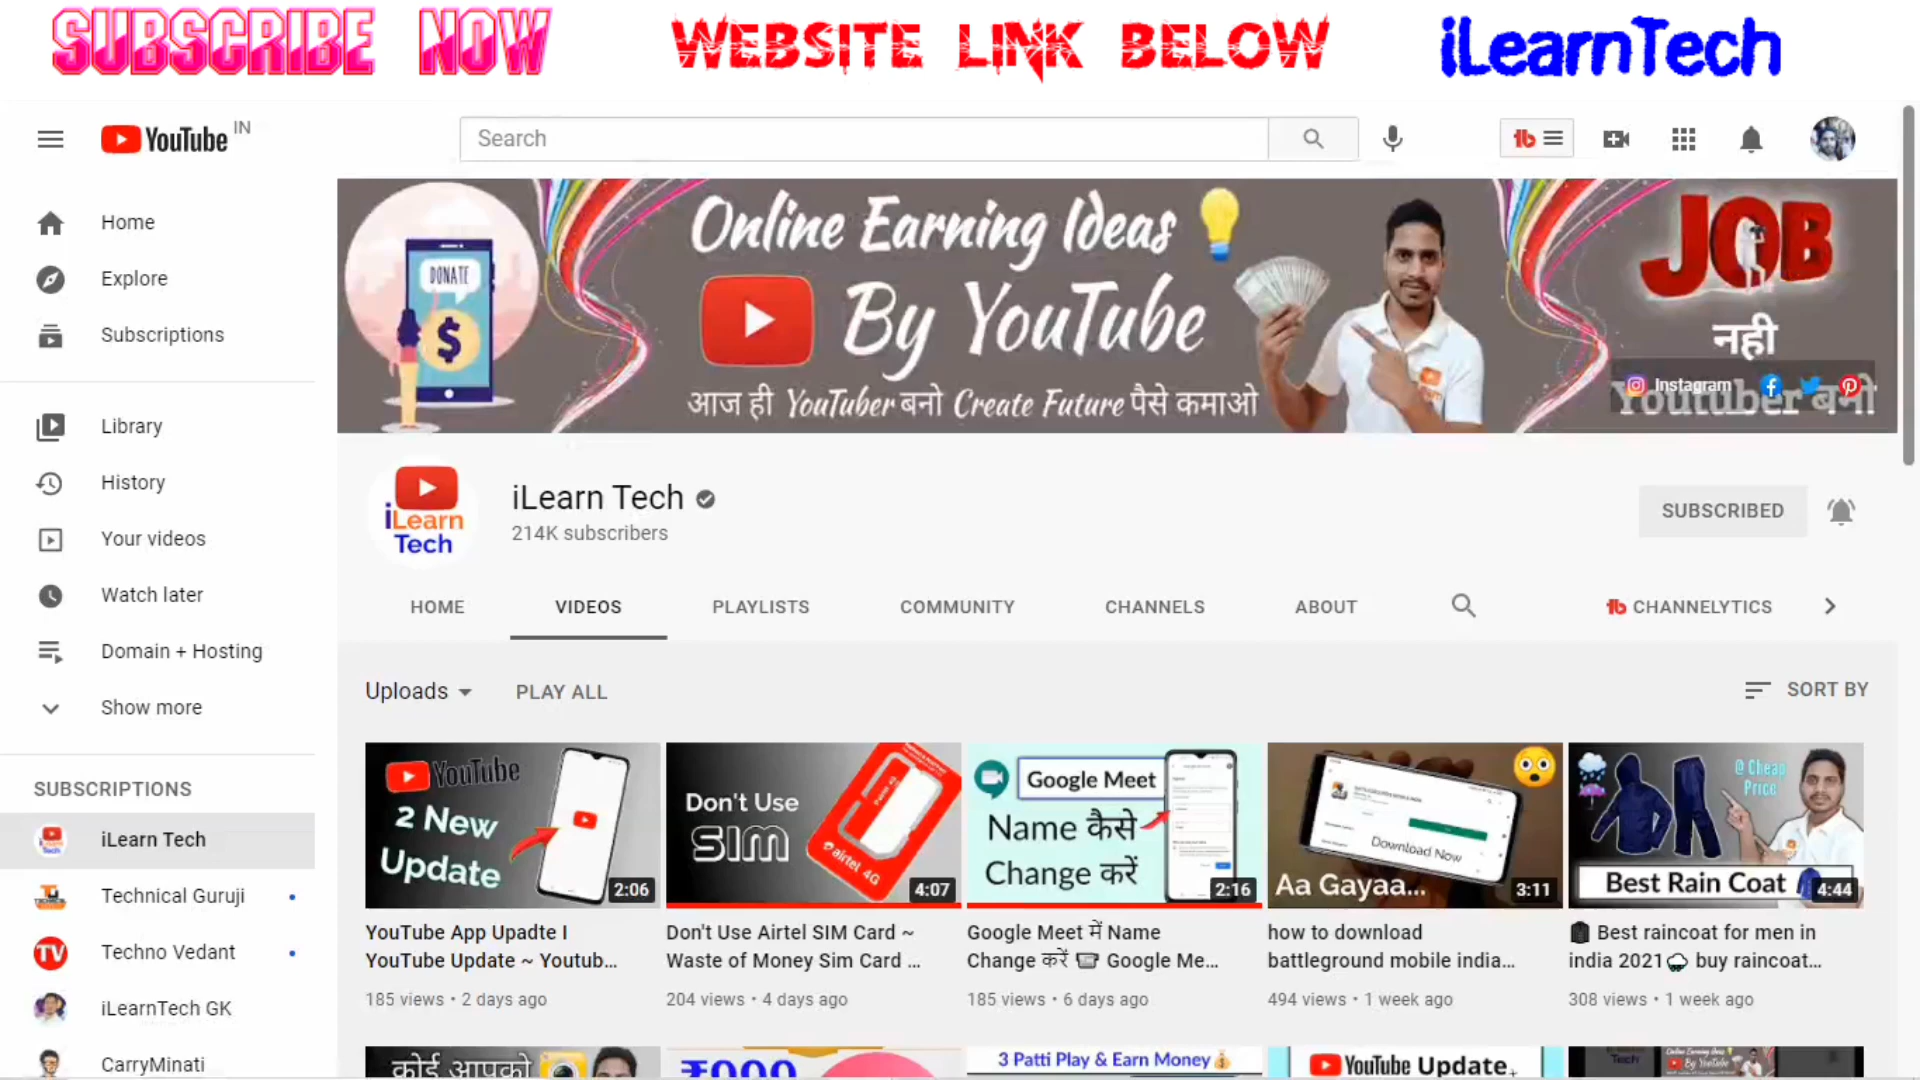 SUBSCRIBE NOW
WEBSITE LINK BELOW
iLearnTech
YouTube IN
Search
Home
Explore
Subscriptions
Library
History
Your videos
Watch later
Domain + Hosting
Show more
SUBSCRIPTIONS
iLearn Tech
Technical Guruji
Techno Vedant
iLearnTech GK
CarryMinati
DONATE
$
Online Earning Ideas
By YouTube
आज ही YouTuber बनो Create Future पैसे कमाओ
JOB
नही
Instagram
Youtuber बनो
iLearn
Tech
iLearn Tech
214K subscribers
SUBSCRIBED
HOME
VIDEOS
PLAYLISTS
COMMUNITY
CHANNELS
ABOUT
CHANNELYTICS
Uploads
PLAY ALL
SORT BY
YouTube
2 New
Update
2:06
Don't Use
SIM
airtel 4G
4:07
Google Meet
Name कैसे
Change करें
2:16
Download Now
Aa Gayaa...
3:11
@ Cheap
Price
Best Rain Coat
4:44
YouTube App Upadte I
YouTube Update ~ Youtub...
185 views • 2 days ago
Don't Use Airtel SIM Card ~
Waste of Money Sim Card ...
204 views • 4 days ago
Google Meet में Name
Change करें Google Me...
185 views • 6 days ago
how to download
battleground mobile india...
494 views • 1 week ago
Best raincoat for men in
india 2021 buy raincoat...
308 views • 1 week ago
कोई आपको
3 Patti Play & Earn Money
YouTube Update